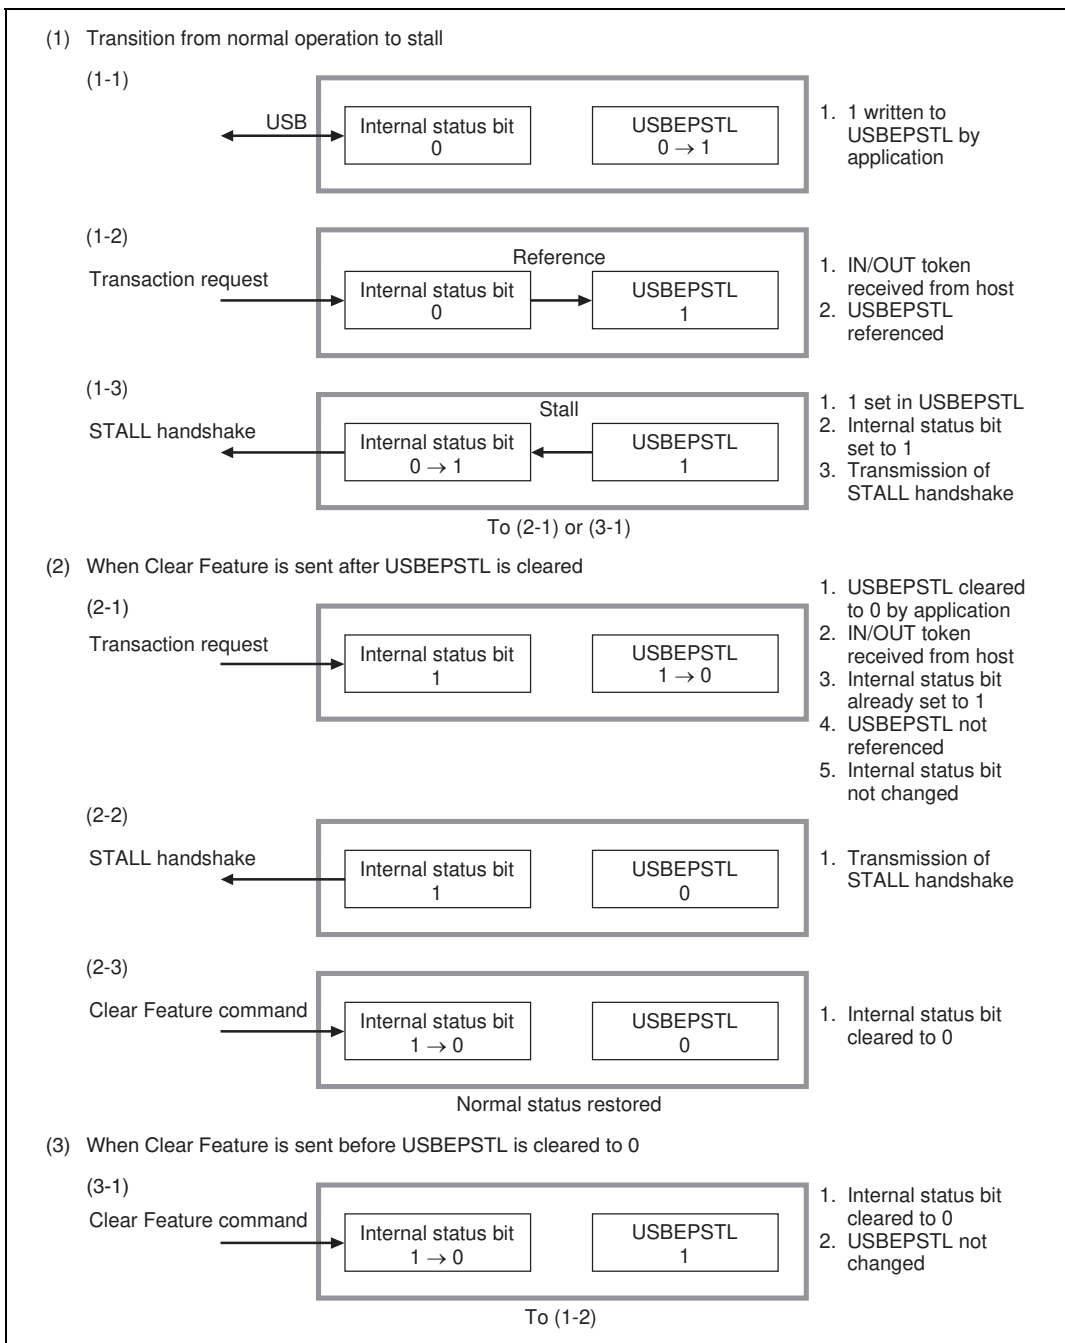 (1) Transition from normal operation to stall
(1-1)
USB
Internal status bit
0
USBEPSTL
0 → 1
1. 1 written to
USBEPSTL by
application
(1-2)
Transaction request
Internal status bit
0
Reference
USBEPSTL
1
1. IN/OUT token
received from host
2. USBEPSTL
referenced
(1-3)
STALL handshake
Internal status bit
0 → 1
Stall
USBEPSTL
1
1. 1 set in USBEPSTL
2. Internal status bit
set to 1
3. Transmission of
STALL handshake
To (2-1) or (3-1)
(2) When Clear Feature is sent after USBEPSTL is cleared
(2-1)
Transaction request
Internal status bit
1
USBEPSTL
1 → 0
1. USBEPSTL cleared
to 0 by application
2. IN/OUT token
received from host
3. Internal status bit
already set to 1
4. USBEPSTL not
referenced
5. Internal status bit
not changed
(2-2)
STALL handshake
Internal status bit
1
USBEPSTL
0
1. Transmission of
STALL handshake
(2-3)
Clear Feature command
Internal status bit
1 → 0
USBEPSTL
0
1. Internal status bit
cleared to 0
Normal status restored
(3) When Clear Feature is sent before USBEPSTL is cleared to 0
(3-1)
Clear Feature command
Internal status bit
1 → 0
USBEPSTL
1
1. Internal status bit
cleared to 0
2. USBEPSTL not
changed
To (1-2)